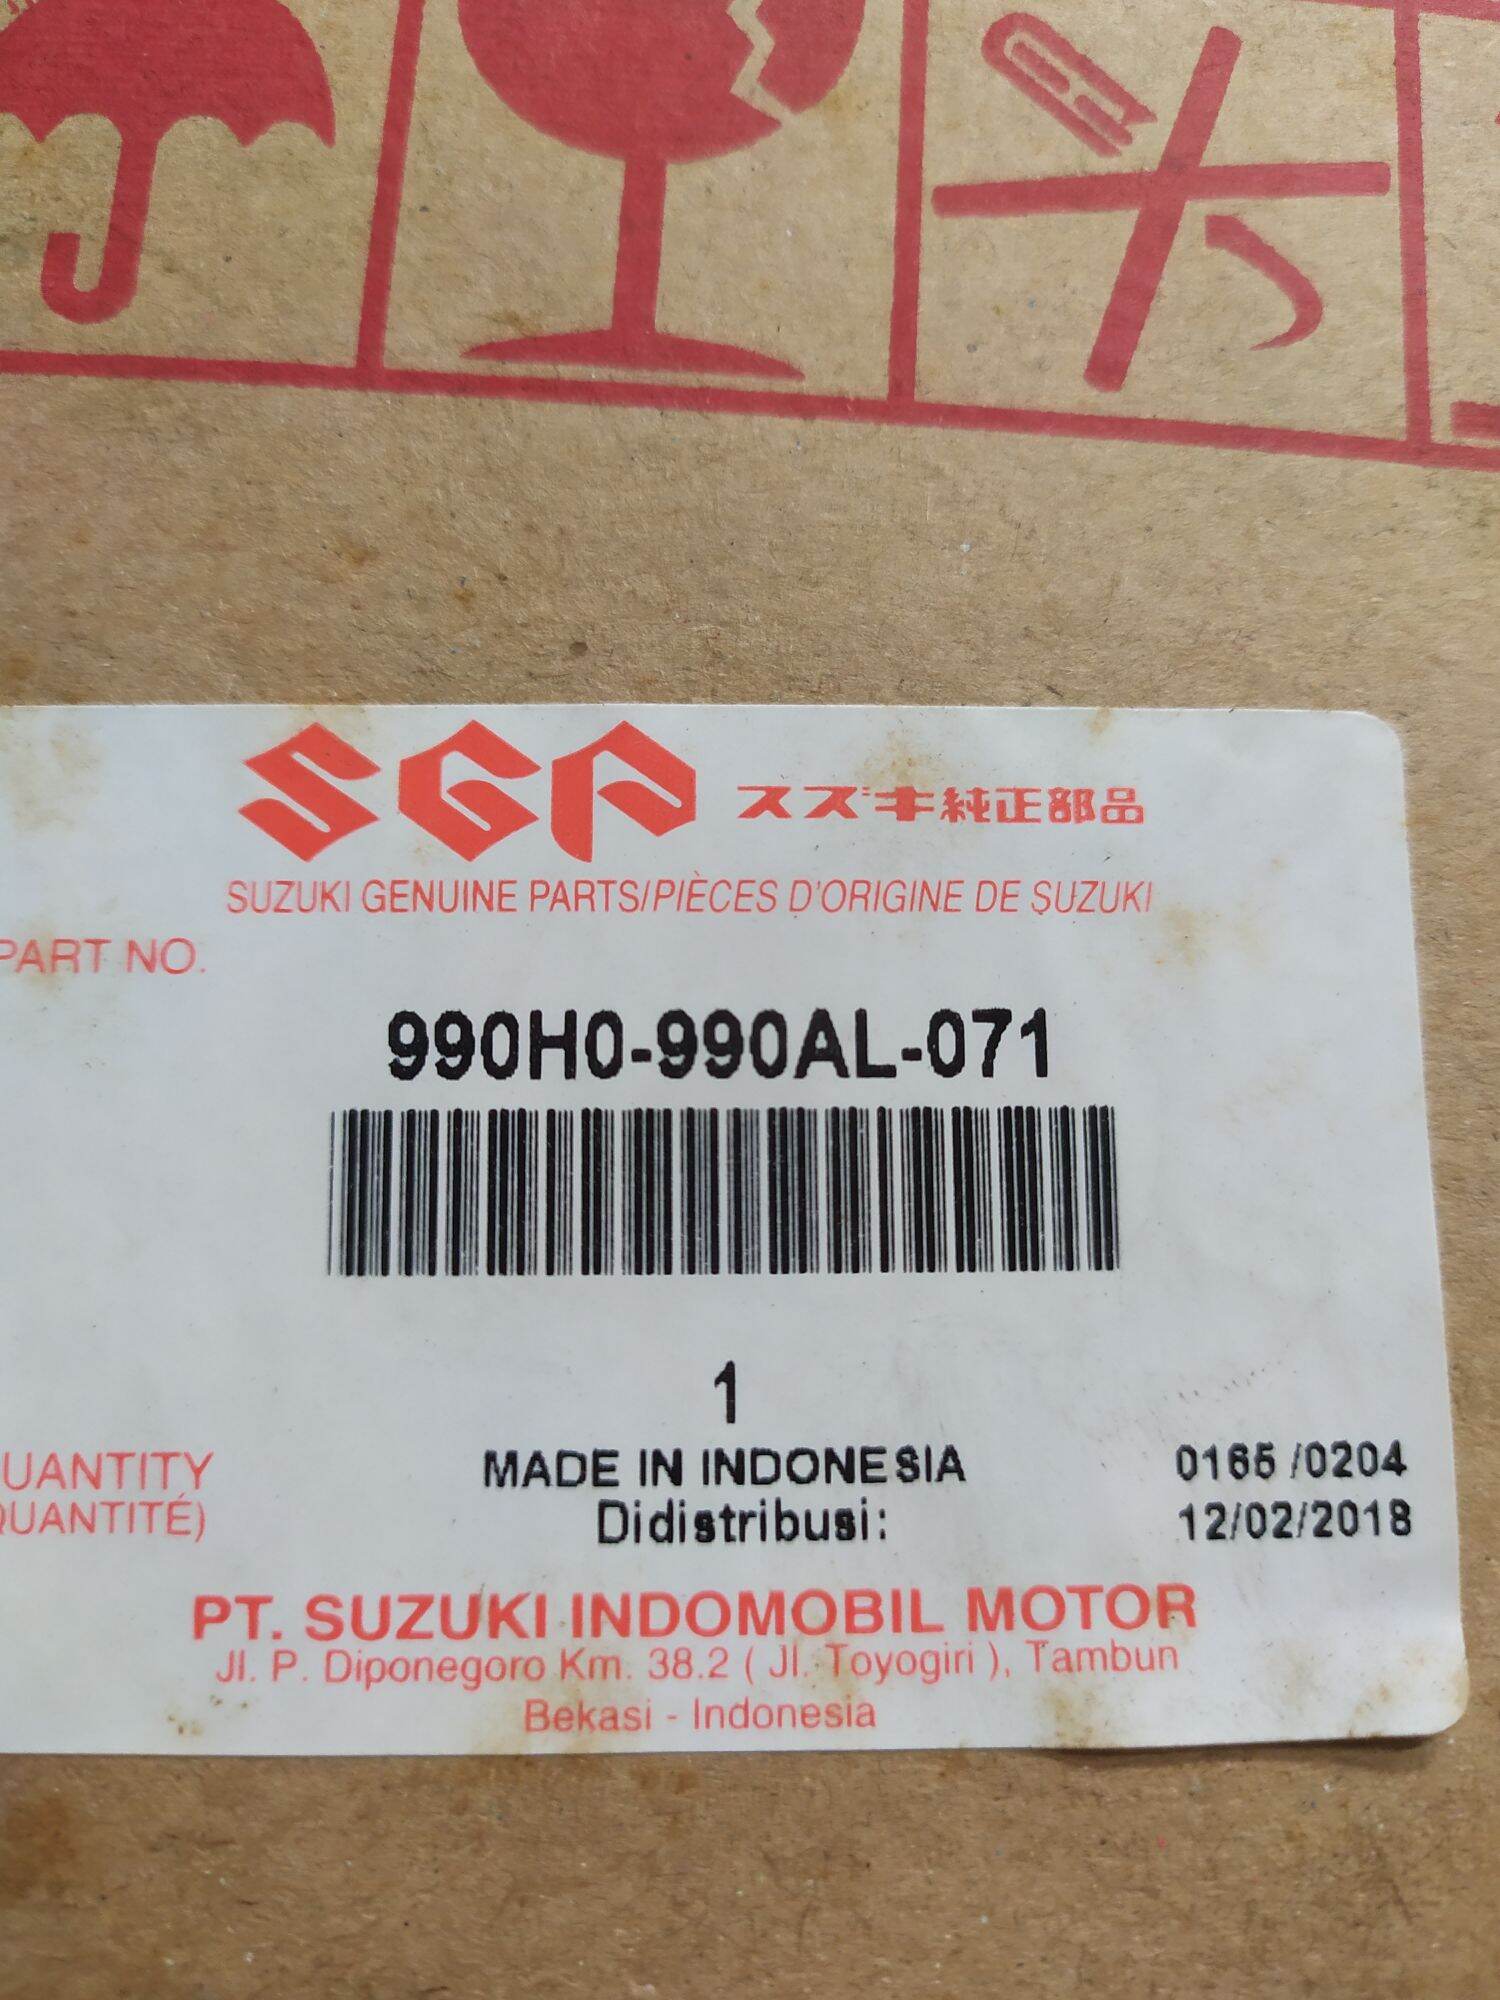 SGP スズキ純正部品
SUZUKI GENUINE PARTS/PIÈCES D'ORIGINE DE SUZUKI
PART NO.
990H0-990AL-071
1
UANTITY MADE IN INDONESIA 0165 /0204
QUANTITÉ) Didistribusi: 12/02/2018
PT. SUZUKI INDOMOBIL MOTOR
Jl. P. Diponegoro Km. 38.2 ( Jl. Toyogiri ), Tambun
Bekasi - Indonesia